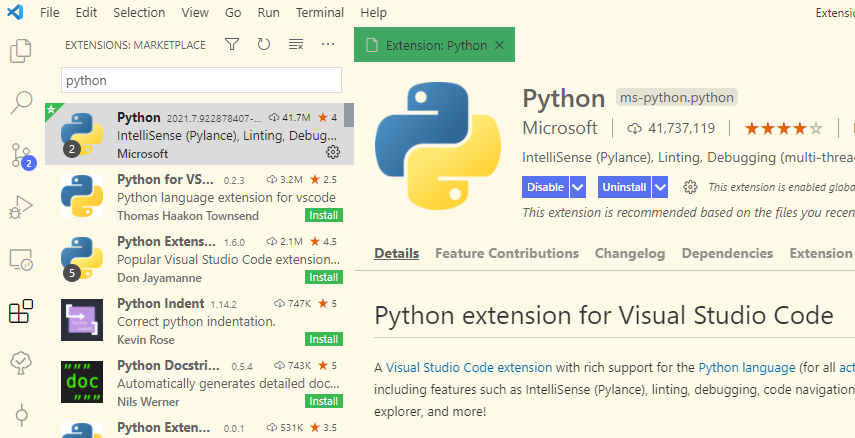 File Edit Selection View Go Run Terminal Help
EXTENSIONS: MARKETPLACE
python
Python 2021.7.922878407-... 41.7M 4
IntelliSense (Pylance), Linting, Debug...
Microsoft
2
2
Python for VS... 0.2.3 3.2M 2.5
Python language extension for vscode
Thomas Haakon Townsend Install
Python Extens... 1.6.0 2.1M 4.5
Popular Visual Studio Code extension...
Don Jayamanne Install
5
Python Indent 1.14.2 747K 5
Correct python indentation.
Kevin Rose Install
Python Docstri... 0.5.4 743K 5
Automatically generates detailed doc...
Nils Werner Install
"""
doc
"""
Python Exten... 0.0.1 531K 3.5
Extension: Python
Python ms-python.python
Microsoft 41,737,119
IntelliSense (Pylance), Linting, Debugging (multi-threa
Disable Uninstall This extension is enabled globa
This extension is recommended based on the files you recen
Details Feature Contributions Changelog Dependencies Extension
Python extension for Visual Studio Code
A Visual Studio Code extension with rich support for the Python language (for all act
including features such as IntelliSense (Pylance), linting, debugging, code navigation
explorer, and more!